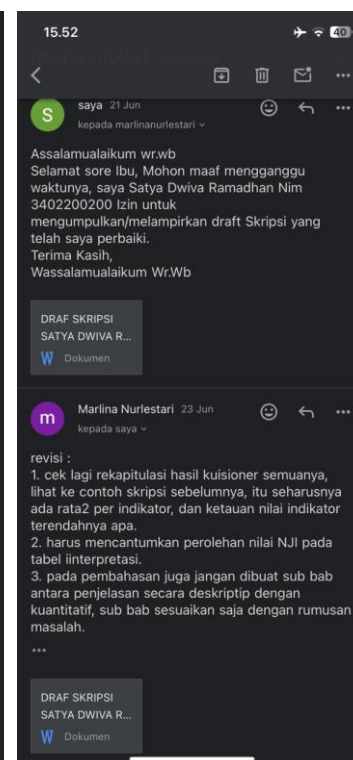 15.52
40
saya 21 Jun
S
kepada marlinanurlestari
Assalamualaikum wr.wb
Selamat sore Ibu, Mohon maaf mengganggu
waktunya, saya Satya Dwiva Ramadhan Nim
3402200200 Izin untuk
mengumpulkan/melampirkan draft Skripsi yang
telah saya perbaiki.
Terima Kasih,
Wassalamualaikum Wr.Wb
DRAF SKRIPSI
SATYA DWIVA R...
W Dokumen
Marlina Nurlestari 23 Jun
m
kepada saya
revisi :
1. cek lagi rekapitulasi hasil kuisioner semuanya,
lihat ke contoh skripsi sebelumnya, itu seharusnya
ada rata2 per indikator, dan ketauan nilai indikator
terendahnya apa.
2. harus mencantumkan perolehan nilai NJI pada
tabel iinterpretasi.
3. pada pembahasan juga jangan dibuat sub bab
antara penjelasan secara deskriptip dengan
kuantitatif, sub bab sesuaikan saja dengan rumusan
masalah.
...
DRAF SKRIPSI
SATYA DWIVA R...
W Dokumen